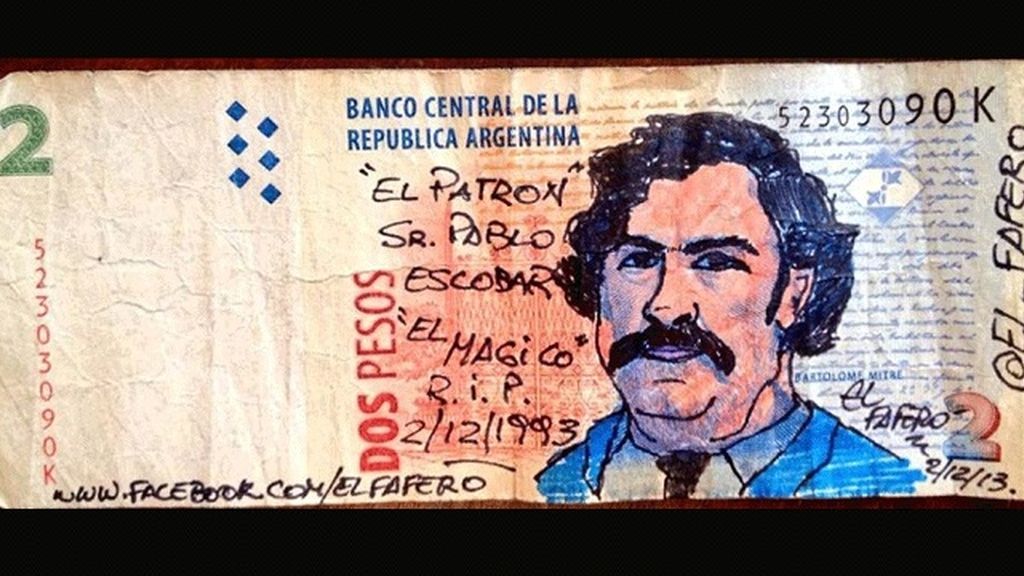 2
BANCO CENTRAL DE LA
REPUBLICA ARGENTINA
52303090 K
"EL PATRON"
SR. PABLO
ESCOBAR
"EL MAGICO"
R.I.P.
2/12/1993
DOS PESOS
52303090K
BARTOLOME MITRE
EL
FAFERO
2/12/13.
2
@EL FAFERO
WWW.FACEBOOK.COM/ELFAFERO